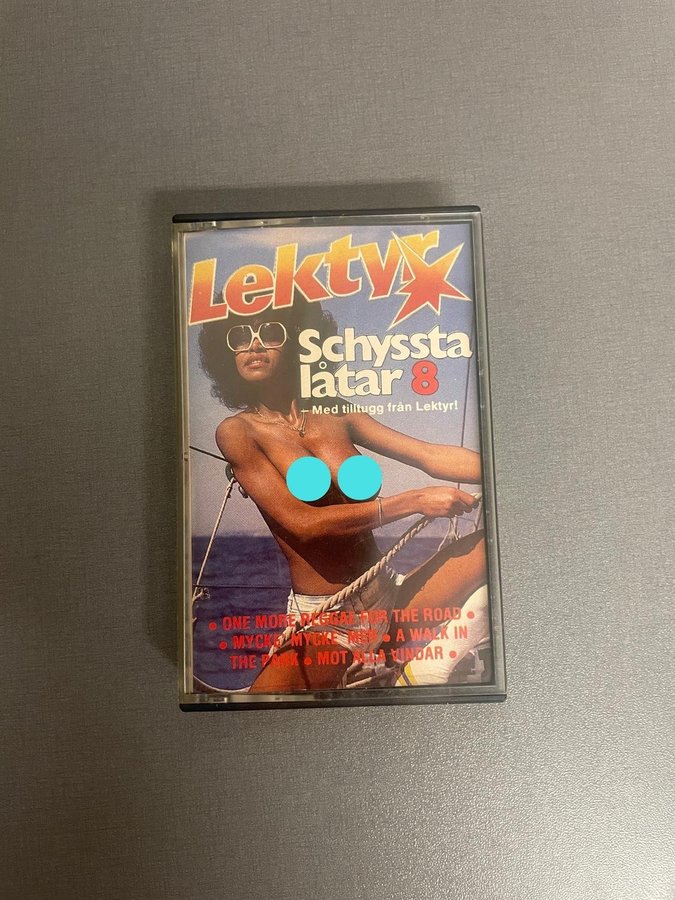 Lektyr
Schyssta
låtar 8
– Med tilltugg från Lektyr!
• ONE MORE REGGAE FOR THE ROAD •
• MYCKE' MYCKE' MER • A WALK IN
THE PARK • MOT ALLA VINDAR •